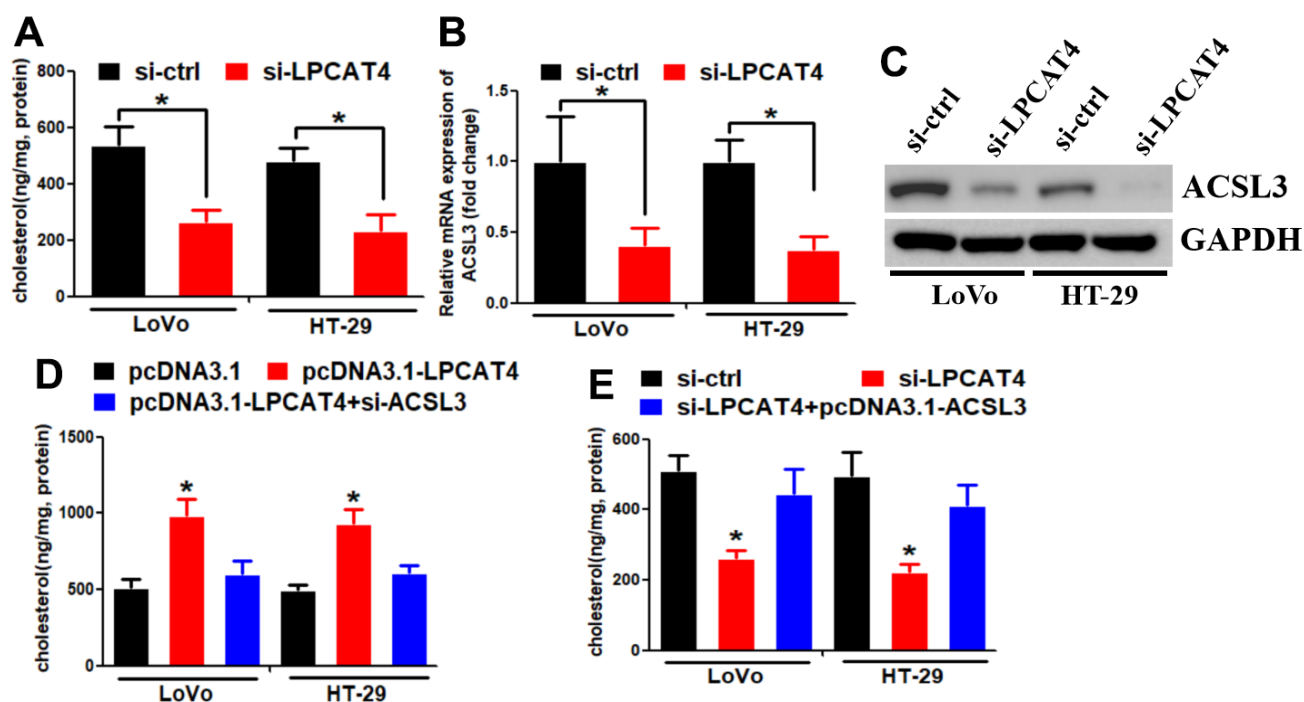 A
si-ctrl si-LPCAT4
cholesterol(ng/mg, protein)
800
600
400
200
0
*
*
LoVo
HT-29
B
si-ctrl si-LPCAT4
Relative mRNA expression of
ACSL3 (fold change)
1.5
1.0
0.5
0.0
*
*
LoVo
HT-29
C
si-ctrl
si-LPCAT4
si-ctrl
si-LPCAT4
ACSL3
GAPDH
LoVo
HT-29
D
pcDNA3.1 pcDNA3.1-LPCAT4
pcDNA3.1-LPCAT4+si-ACSL3
cholesterol(ng/mg, protein)
1500
1000
500
0
*
*
LoVo
HT-29
E
si-ctrl si-LPCAT4
si-LPCAT4+pcDNA3.1-ACSL3
cholesterol(ng/mg, protein)
600
400
200
0
*
*
LoVo
HT-29